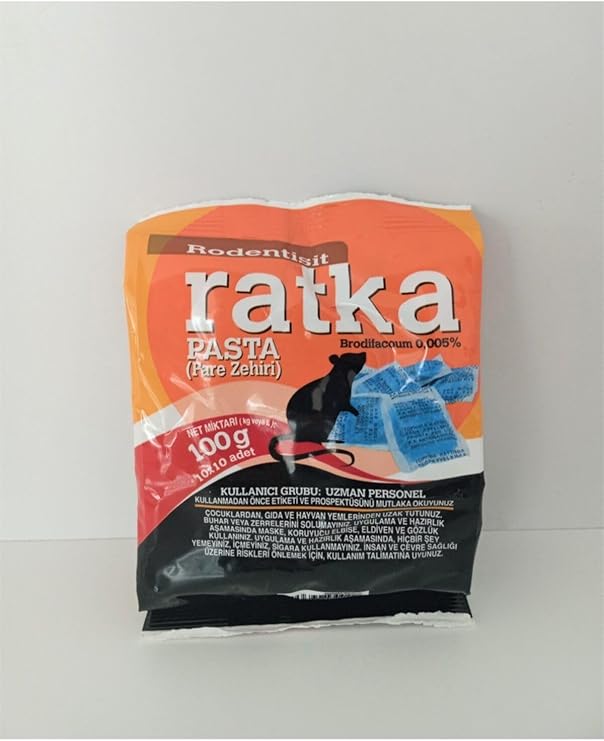 Rodentisit
ratka
PASTA
Brodifacoum 0,005%
(Fare Zehiri)
NET MİKTARI (kg veya
100g
10x10 adet
KULLANICI GRUBU: UZMAN PERSONEL
KULLANMADAN ÖNCE ETİKETİ VE PROSPEKTÜSÜNÜ MUTLAKA OKUYUNUZ
ÇOCUKLARDAN, GIDA VE HAYVAN YEMLERİNDEN UZAK TUTUNUZ.
BUHAR VEYA ZERRELERİNİ SOLUMAYINIZ. UYGULAMA VE HAZIRLIK
AŞAMASINDA MASKE, KORUYUCU ELBİSE, ELDİVEN VE GÖZLÜK
KULLANINIZ. UYGULAMA VE HAZIRLIK AŞAMASINDA, HİÇBİR ŞEY
YEMEYİNİZ, İÇMEYİNİZ, SİGARA KULLANMAYINIZ. İNSAN VE ÇEVRE SAĞLIĞI
ÜZERİNE RİSKLERİ ÖNLEMEK İÇİN, KULLANIM TALİMATINA UYUNUZ.